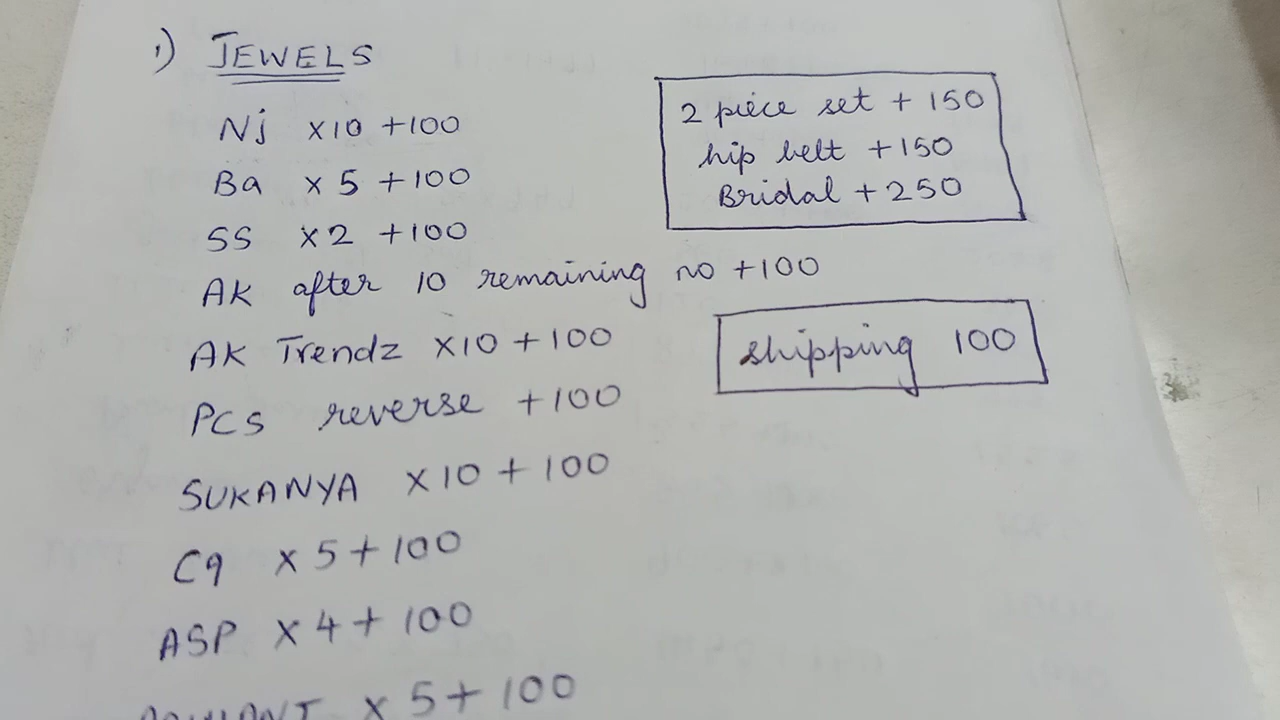 1) JEWELS
Nj x10 +100
Ba x 5 +100
SS x2 +100
AK after 10 remaining no +100
AK Trendz x10 +100
PCS reverse +100
SUKANYA x10 + 100
C9 x 5 + 100
ASP x 4 + 100
x 5 + 100
2 piece set + 150
hip belt +150
Bridal + 250
shipping 100